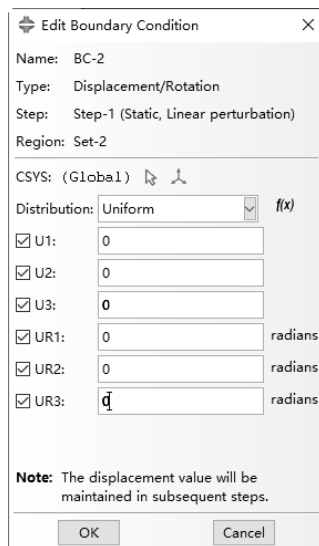 Edit Boundary Condition
Name: BC-2
Type: Displacement/Rotation
Step: Step-1 (Static, Linear perturbation)
Region: Set-2
CSYS: (Global)
Distribution: Uniform f(x)
U1: 0
U2: 0
U3: 0
UR1: 0 radians
UR2: 0 radians
UR3: 0 radians
Note: The displacement value will be
maintained in subsequent steps.
OK Cancel